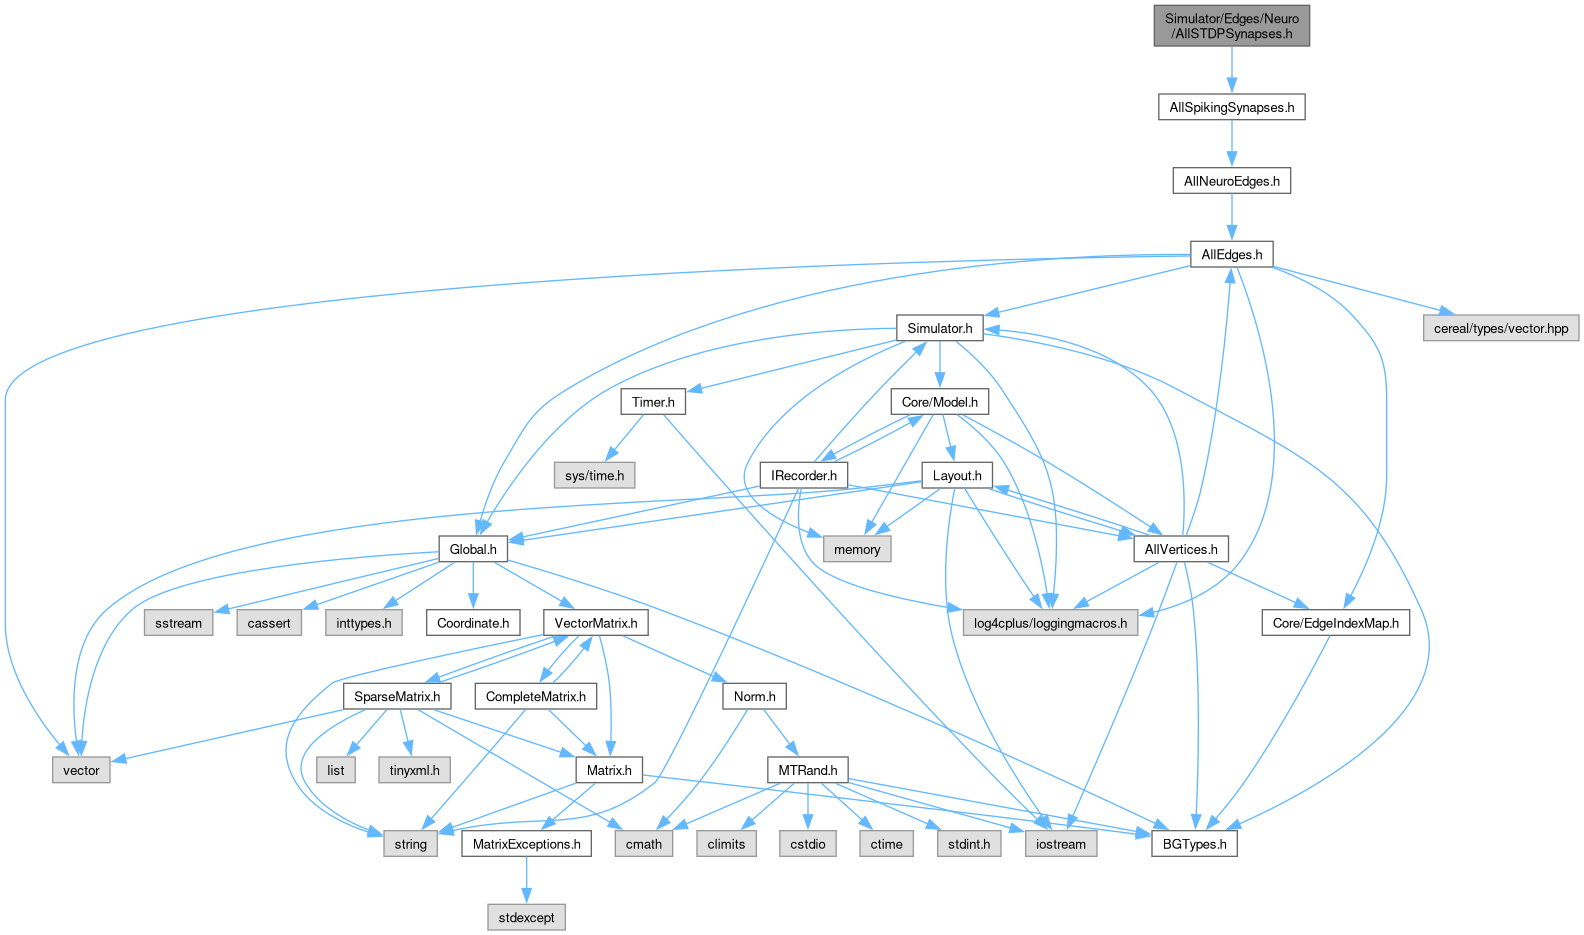 Simulator/Edges/Neuro
/AllSTDPSynapses.h
AllSpikingSynapses.h
AllNeuroEdges.h
AllEdges.h
Simulator.h
cereal/types/vector.hpp
Timer.h
Core/Model.h
sys/time.h
IRecorder.h
Layout.h
Global.h
memory
AllVertices.h
sstream
cassert
inttypes.h
Coordinate.h
VectorMatrix.h
log4cplus/loggingmacros.h
Core/EdgeIndexMap.h
SparseMatrix.h
CompleteMatrix.h
Norm.h
vector
list
tinyxml.h
Matrix.h
MTRand.h
string
MatrixExceptions.h
cmath
climits
cstdio
ctime
stdint.h
iostream
BGTypes.h
stdexcept